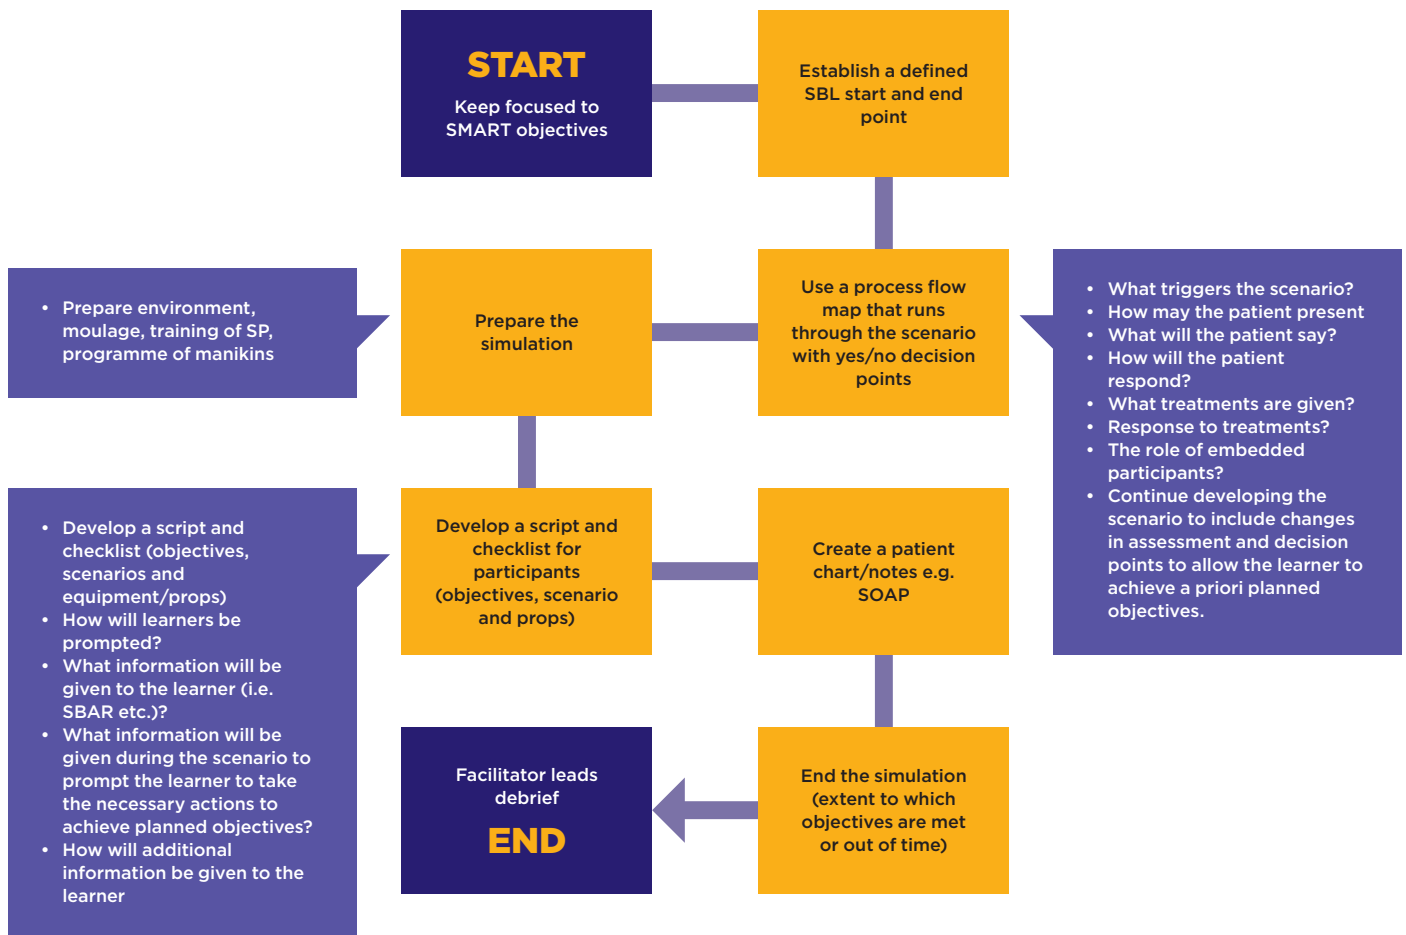 START
Keep focused to
SMART objectives
Establish a defined
SBL start and end
point
Use a process flow
map that runs
through the scenario
with yes/no decision
points
• What triggers the scenario?
• How may the patient present
• What will the patient say?
• How will the patient
respond?
• What treatments are given?
• Response to treatments?
• The role of embedded
participants?
• Continue developing the
scenario to include changes
in assessment and decision
points to allow the learner to
achieve a priori planned
objectives.
Prepare the
simulation
• Prepare environment,
moulage, training of SP,
programme of manikins
Develop a script and
checklist for
participants
(objectives, scenario
and props)
• Develop a script and
checklist (objectives,
scenarios and
equipment/props)
• How will learners be
prompted?
• What information will be
given to the learner (i.e.
SBAR etc.)?
• What information will be
given during the scenario to
prompt the learner to take
the necessary actions to
achieve planned objectives?
• How will additional
information be given to the
learner
Create a patient
chart/notes e.g.
SOAP
End the simulation
(extent to which
objectives are met
or out of time)
Facilitator leads
debrief
END